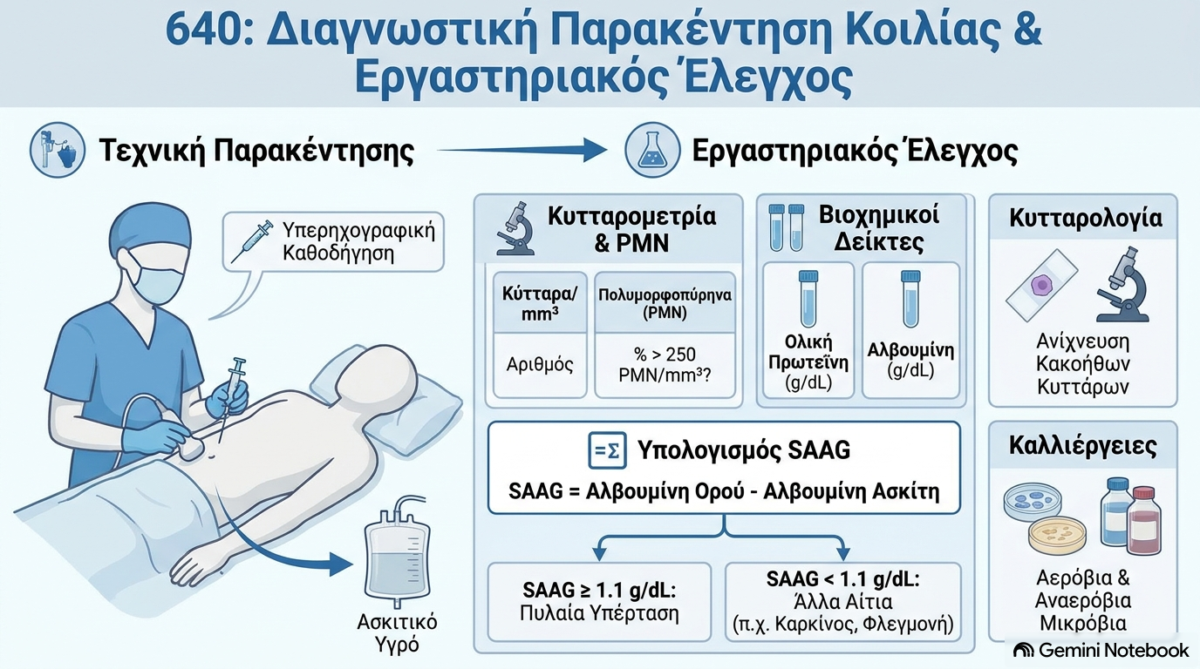 640: Διαγνωστική Παρακέντηση Κοιλίας &
Εργαστηριακός Έλεγχος
Τεχνική Παρακέντησης
Εργαστηριακός Έλεγχος
Υπερηχογραφική
Καθοδήγηση
Ασκιτικό
Υγρό
Κυτταρομετρία
& PMN
Κύτταρα/
mm³
Αριθμός
Πολυμορφοπύρηνα
(PMN)
% > 250
PMN/mm³?
Βιοχημικοί
Δείκτες
Ολική
Πρωτεΐνη
(g/dL)
Αλβουμίνη
(g/dL)
Κυτταρολογία
Ανίχνευση
Κακοήθων
Κυττάρων
=Σ Υπολογισμός SAAG
SAAG = Αλβουμίνη Ορού - Αλβουμίνη Ασκίτη
SAAG ≥ 1.1 g/dL:
Πυλαία Υπέρταση
SAAG < 1.1 g/dL:
Άλλα Αίτια
(π.χ. Καρκίνος, Φλεγμονή)
Καλλιέργειες
Αερόβια &
Αναερόβια
Μικρόβια
Gemini Notebook